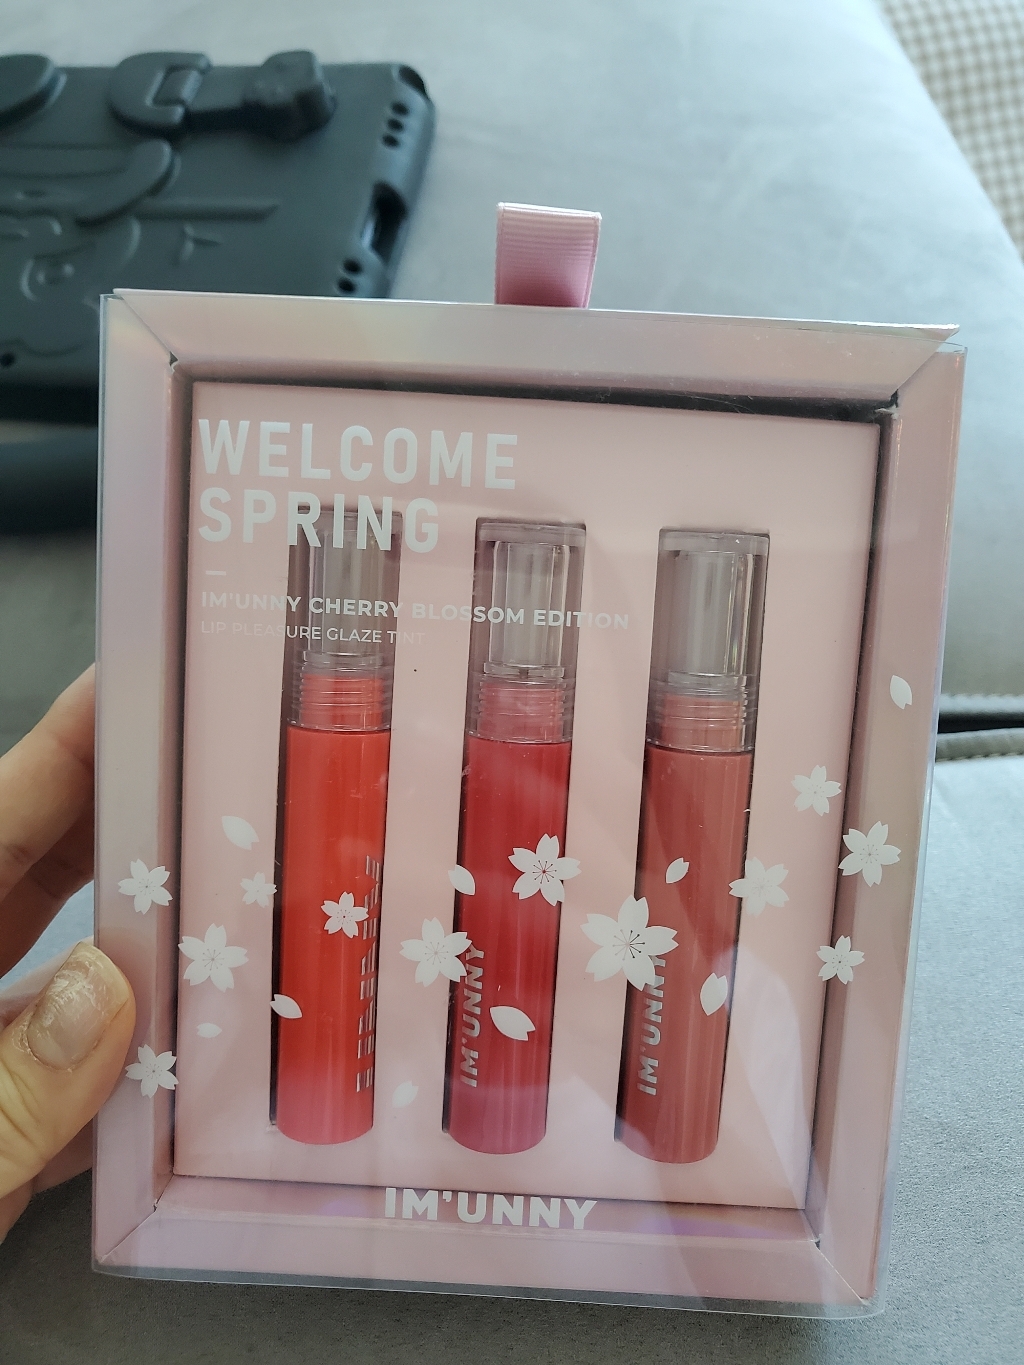 WELCOME
SPRING
IM'UNNY CHERRY BLOSSOM EDITION
LIP PLEASURE GLAZE TINT
IM'UNNY
IM'UNNY
IM'UNNY